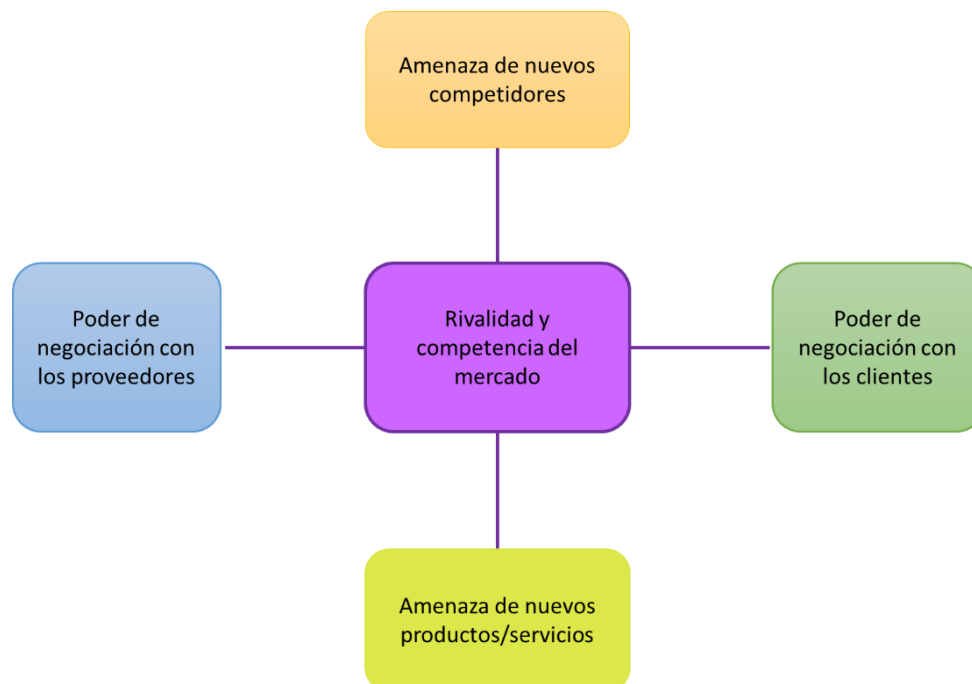 Amenaza de nuevos
competidores
Poder de
negociación con
los proveedores
Rivalidad y
competencia del
mercado
Poder de
negociación con
los clientes
Amenaza de nuevos
productos/servicios